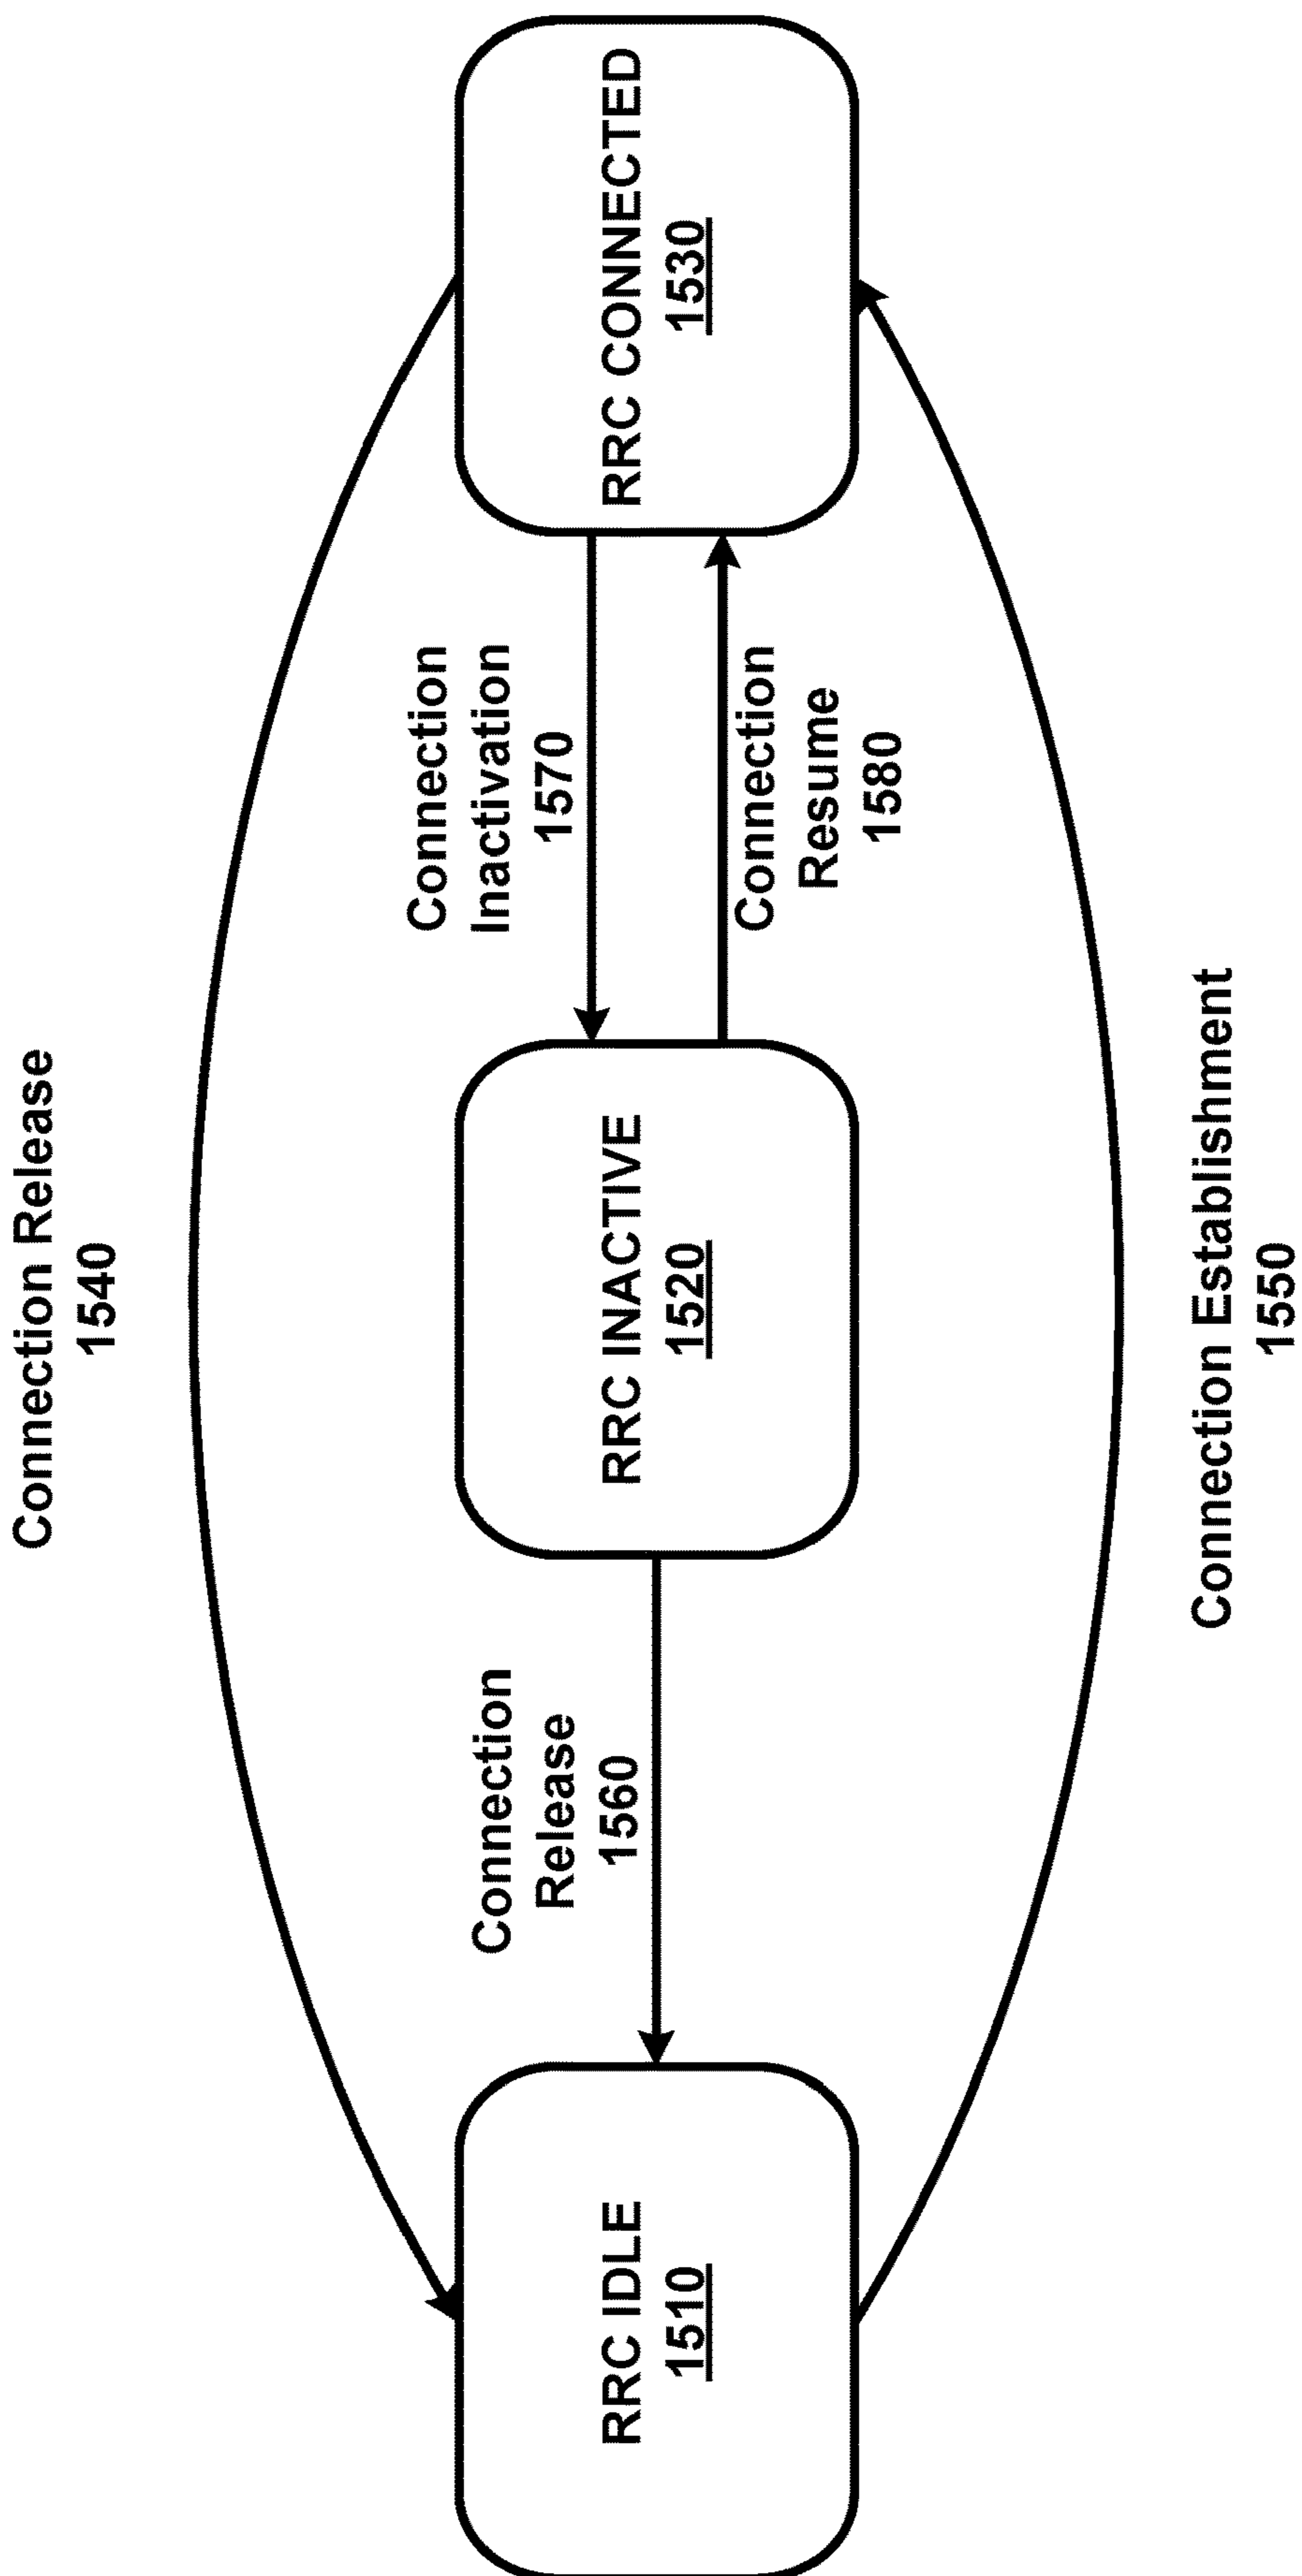 Connection Release
1540
RRC IDLE
1510
Connection
Release
1560
RRC INACTIVE
1520
Connection
Inactivation
1570
Connection
Resume
1580
RRC CONNECTED
1530
Connection Establishment
1550